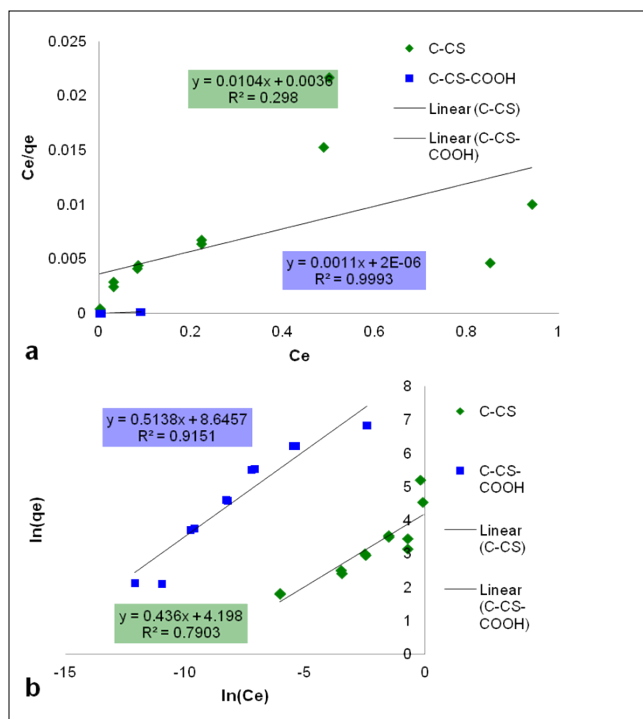 0.025
0.02
0.015
0.01
0.005
0
Ce/qe
y = 0.0104x + 0.0036
R² = 0.298
C-CS
C-CS-COOH
Linear (C-CS)
Linear (C-CS-
COOH)
y = 0.0011x + 2E-06
R² = 0.9993
0 0.2 0.4 0.6 0.8 1
Ce
a
8
7
6
5
4
3
2
1
0
ln(qe)
y = 0.5138x + 8.6457
R² = 0.9151
C-CS
C-CS-
COOH
Linear
(C-CS)
Linear
(C-CS-
COOH)
y = 0.436x + 4.198
R² = 0.7903
-15 -10 -5 0
ln(Ce)
b